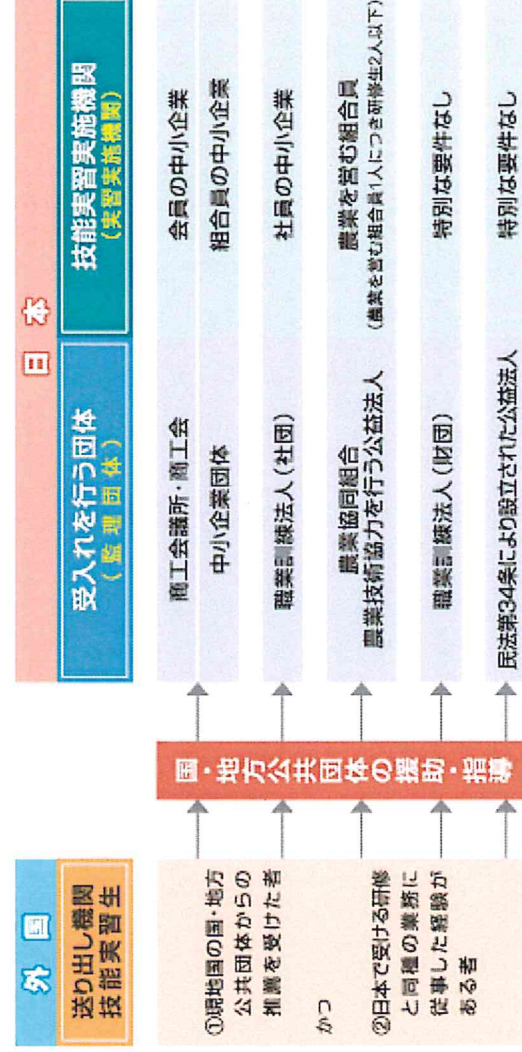 外国
送り出し機関
技能実習生
①現地国の国・地方
公共団体からの
推薦を受けた者
かつ
②日本で受ける研修
と同種の業務に
従事した経験が
ある者
国・地方公共団体の援助・指導
日本
受入れを行う団体
(監理団体)
技能実習実施機関
(実習実施機関)
商工会議所・商工会
会員の中小企業
中小企業団体
組合員の中小企業
職業訓練法人(社団)
社員の中小企業
農業協同組合
農業技術協力を行う公益法人
農業を営む組合員
(農業を営む組合員1人につき研修生2人以下)
職業訓練法人(財団)
特別な要件なし
民法第34条により設立された公益法人
特別な要件なし